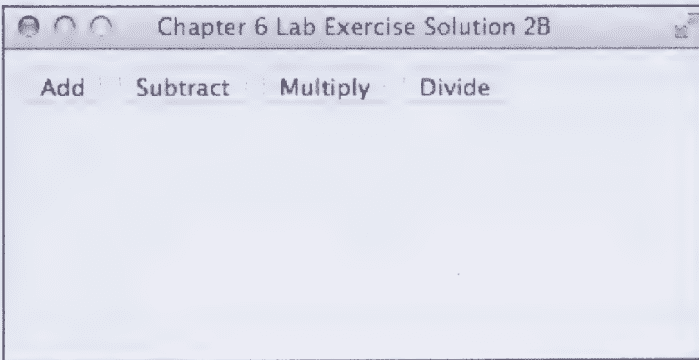 Chapter 6 Lab Exercise Solution 2B
Add Subtract Multiply Divide